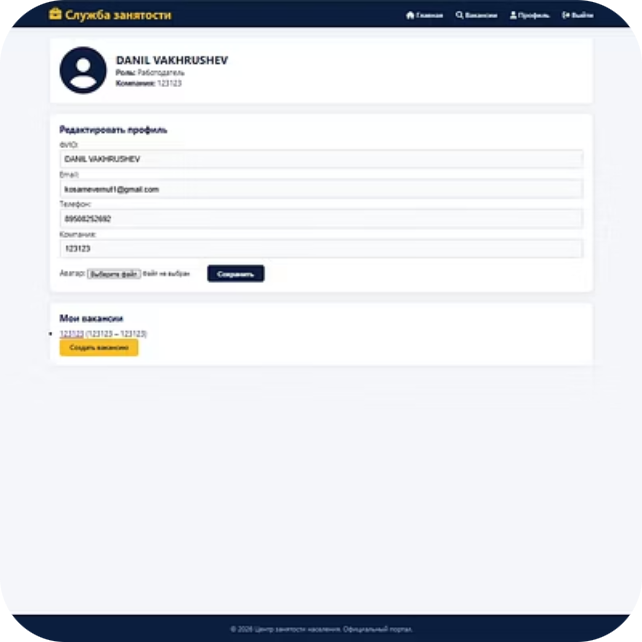 Служба занятости
Главная Вакансии Профиль Выйти
DANIL VAKHRUSHEV
Роль: Работодатель
Компания: 123123
Редактировать профиль
ФИО:
DANIL VAKHRUSHEV
Email:
kosamevernut1@gmail.com
Телефон:
89508252692
Компания:
123123
Аватар: Выберите файл Файл не выбран Сохранить
Мои вакансии
123123 (123123 – 123123)
Создать вакансию
© 2026 Центр занятости населения. Официальный портал.